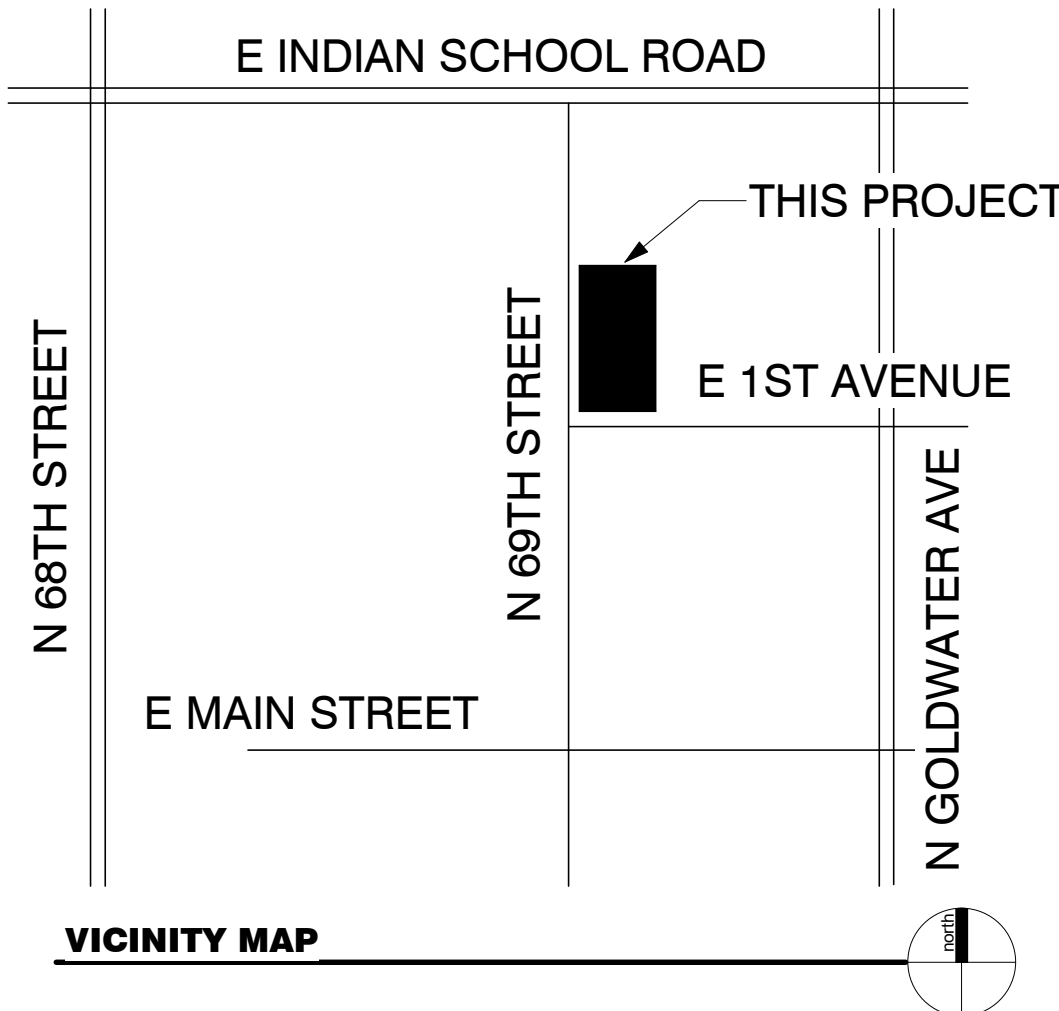 E INDIAN SCHOOL ROAD
THIS PROJECT
E 1ST AVENUE
N 68TH STREET
N 69TH STREET
N GOLDWATER AVE
E MAIN STREET
VICINITY MAP
north